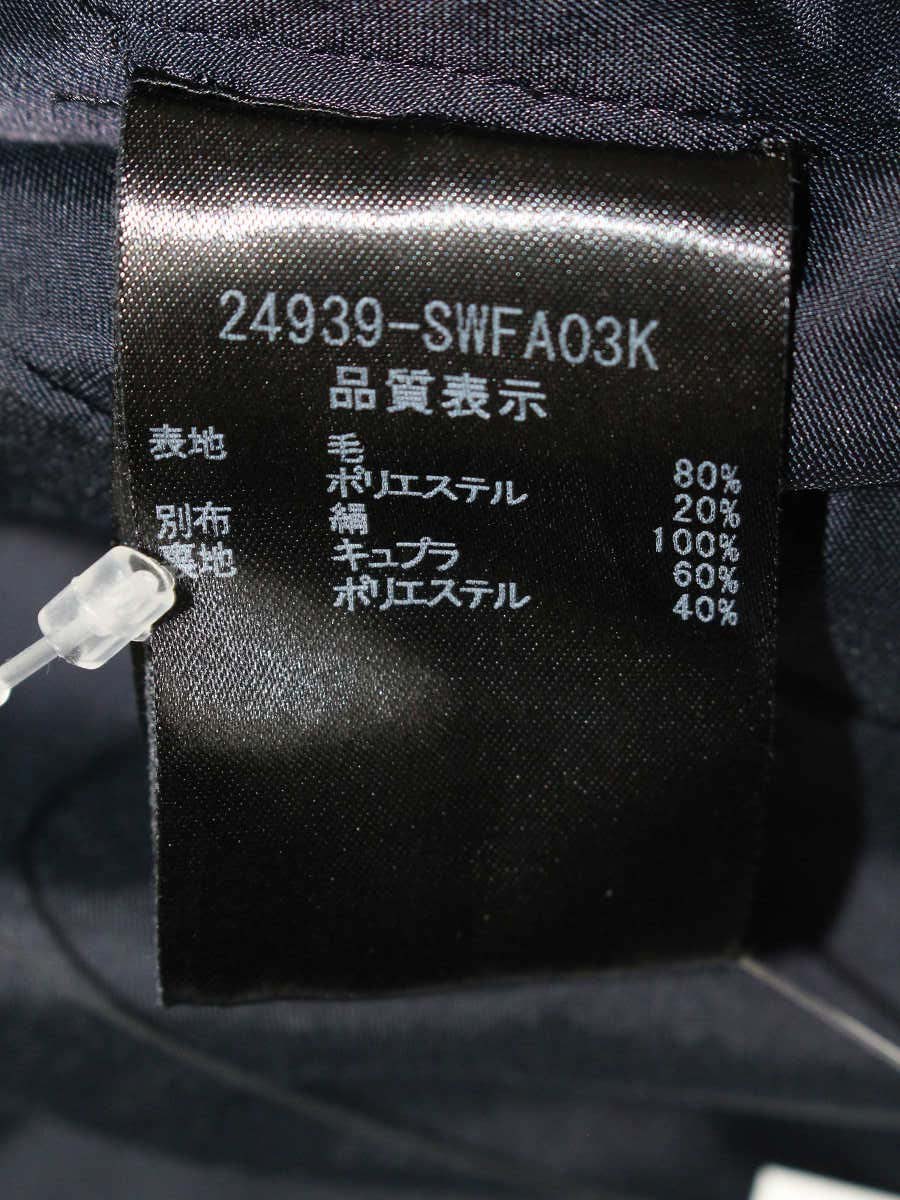 24939-SWFA03K
品質表示
表地 毛 80%
ポリエステル 20%
別布 絹 100%
裏地 キュプラ 60%
ポリエステル 40%